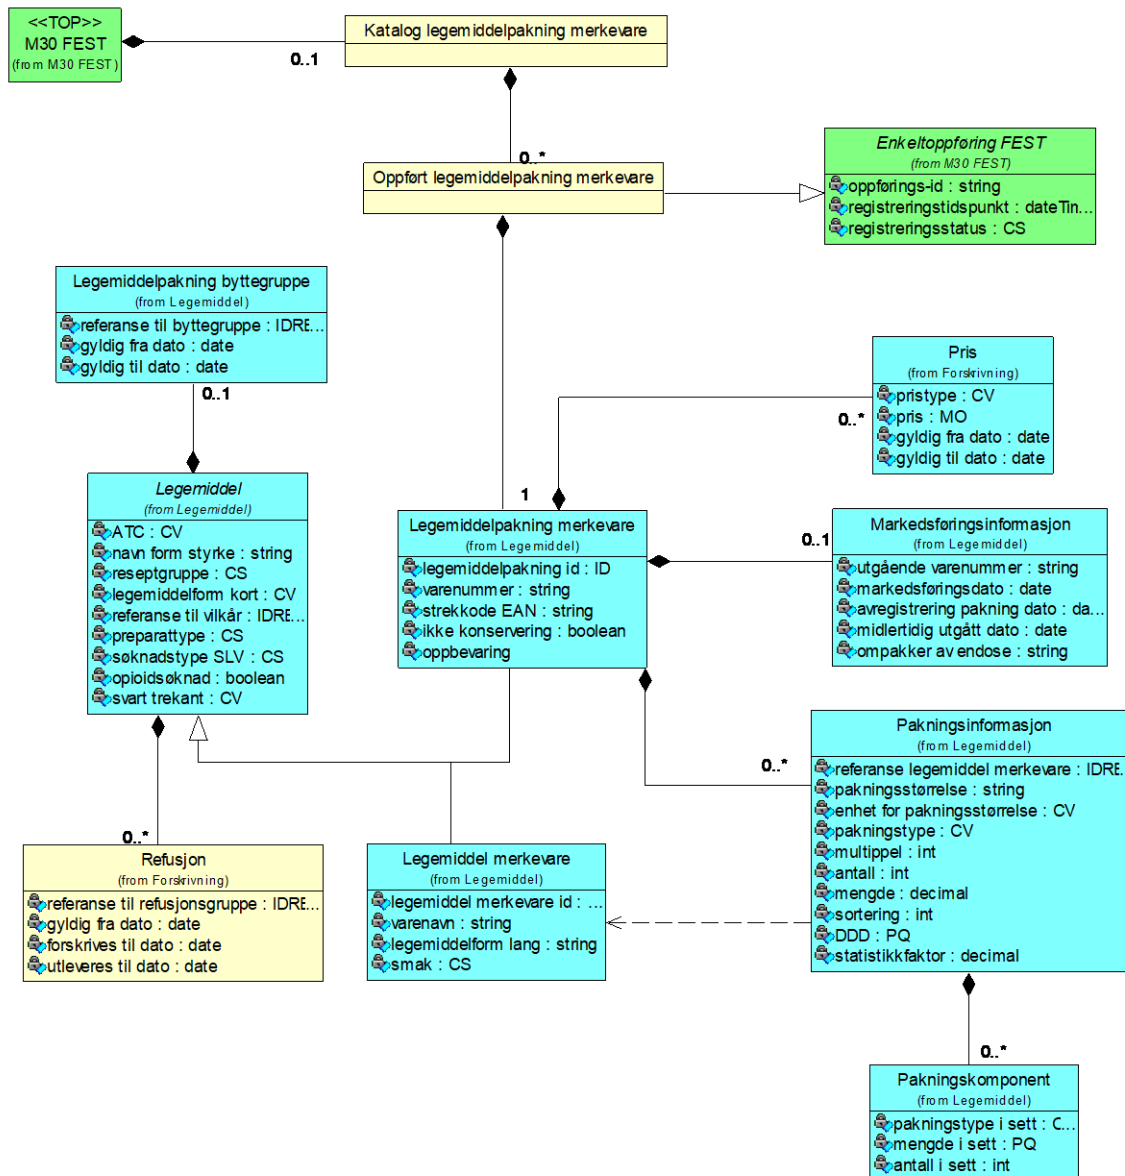 <<TOP>>
M30 FEST
(from M30 FEST)
0..1
Katalog legemiddelpakning merkevare
0..*
Oppført legemiddelpakning merkevare
Enkeltoppføring FEST
(from M30 FEST)
oppførings-id : string
registreringstidspunkt : dateTin...
registreringsstatus : CS
Legemiddelpakning byttegruppe
(from Legemiddel)
referanse til byttegruppe : IDRE...
gyldig fra dato : date
gyldig til dato : date
0..1
Pris
(from Forskrivning)
pristype : CV
pris : MO
gyldig fra dato : date
gyldig til dato : date
0..*
Legemiddel
(from Legemiddel)
ATC : CV
navn form styrke : string
reseptgruppe : CS
legemiddelform kort : CV
referanse til vilkår : IDRE...
preparattype : CS
søknadstype SLV : CS
opioidsøknad : boolean
svart trekant : CV
1
Legemiddelpakning merkevare
(from Legemiddel)
legemiddelpakning id : ID
varenummer : string
strekkode EAN : string
ikke konservering : boolean
oppbevaring
0..1
Markedsføringsinformasjon
(from Legemiddel)
utgående varenummer : string
markedsføringsdato : date
avregistrering pakning dato : da...
midlertidig utgått dato : date
ompakker av endose : string
0..*
Pakningsinformasjon
(from Legemiddel)
referanse legemiddel merkevare : IDRE.
pakningsstørrelse : string
enhet for pakningsstørrelse : CV
pakningstype : CV
multippel : int
antall : int
mengde : decimal
sortering : int
DDD : PQ
statistikkfaktor : decimal
0..*
Refusjon
(from Forskrivning)
referanse til refusjonsgruppe : IDRE...
gyldig fra dato : date
forskrives til dato : date
utleveres til dato : date
Legemiddel merkevare
(from Legemiddel)
legemiddel merkevare id : ...
varenavn : string
legemiddelform lang : string
smak : CS
0..*
Pakningskomponent
(from Legemiddel)
pakningstype i sett : C...
mengde i sett : PQ
antall i sett : int